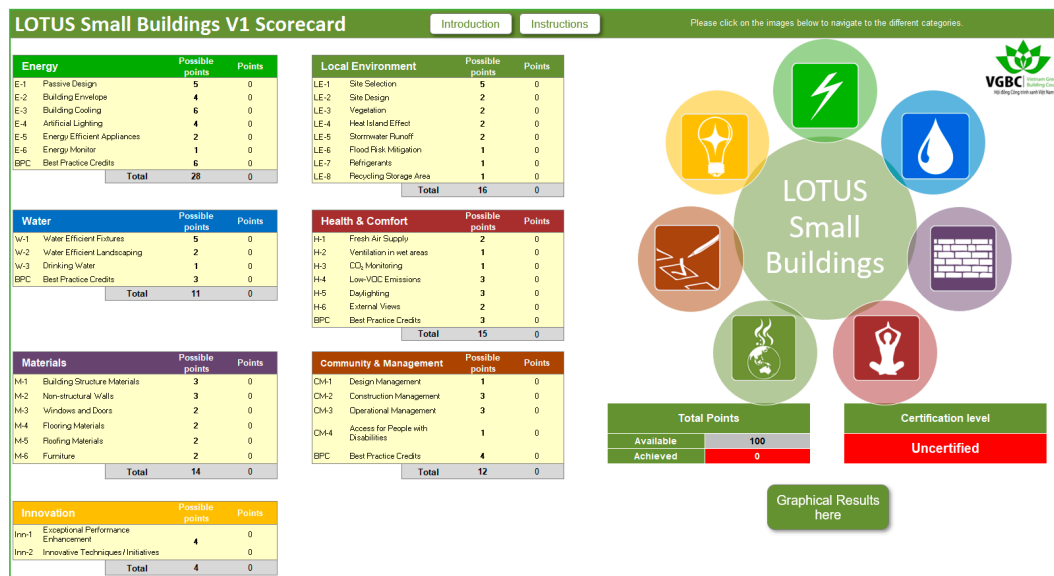 LOTUS Small Buildings V1 Scorecard
Introduction
Instructions
Please click on the images below to navigate to the different categories.
Energy Possible points Points
E-1 Passive Design 5 0
E-2 Building Envelope 4 0
E-3 Building Cooling 6 0
E-4 Artificial Lighting 4 0
E-5 Energy Efficient Appliances 2 0
E-6 Energy Monitor 1 0
BPC Best Practice Credits 6 0
Total 28 0
Water Possible points Points
W-1 Water Efficient Fixtures 5 0
W-2 Water Efficient Landscaping 2 0
W-3 Drinking Water 1 0
BPC Best Practice Credits 3 0
Total 11 0
Materials Possible points Points
M-1 Building Structure Materials 3 0
M-2 Non-structural Walls 3 0
M-3 Windows and Doors 2 0
M-4 Flooring Materials 2 0
M-5 Roofing Materials 2 0
M-6 Furniture 2 0
Total 14 0
Innovation Possible points Points
Inn-1 Exceptional Performance Enhancement 4 0
Inn-2 Innovative Techniques / Initiatives 0
Total 4 0
Local Environment Possible points Points
LE-1 Site Selection 5 0
LE-2 Site Design 2 0
LE-3 Vegetation 2 0
LE-4 Heat Island Effect 2 0
LE-5 Stormwater Runoff 2 0
LE-6 Flood Risk Mitigation 1 0
LE-7 Refrigerants 1 0
LE-8 Recycling Storage Area 1 0
Total 16 0
Health & Comfort Possible points Points
H-1 Fresh Air Supply 2 0
H-2 Ventilation in wet areas 1 0
H-3 CO₂ Monitoring 1 0
H-4 Low-VOC Emissions 3 0
H-5 Daylighting 3 0
H-6 External Views 2 0
BPC Best Practice Credits 3 0
Total 15 0
Community & Management Possible points Points
CM-1 Design Management 1 0
CM-2 Construction Management 3 0
CM-3 Operational Management 3 0
CM-4 Access for People with Disabilities 1 0
BPC Best Practice Credits 4 0
Total 12 0
LOTUS
Small
Buildings
VGBC
Hội đồng Công trình xanh Việt Nam
Total Points
Available 100
Achieved 0
Certification level
Uncertified
Graphical Results
here